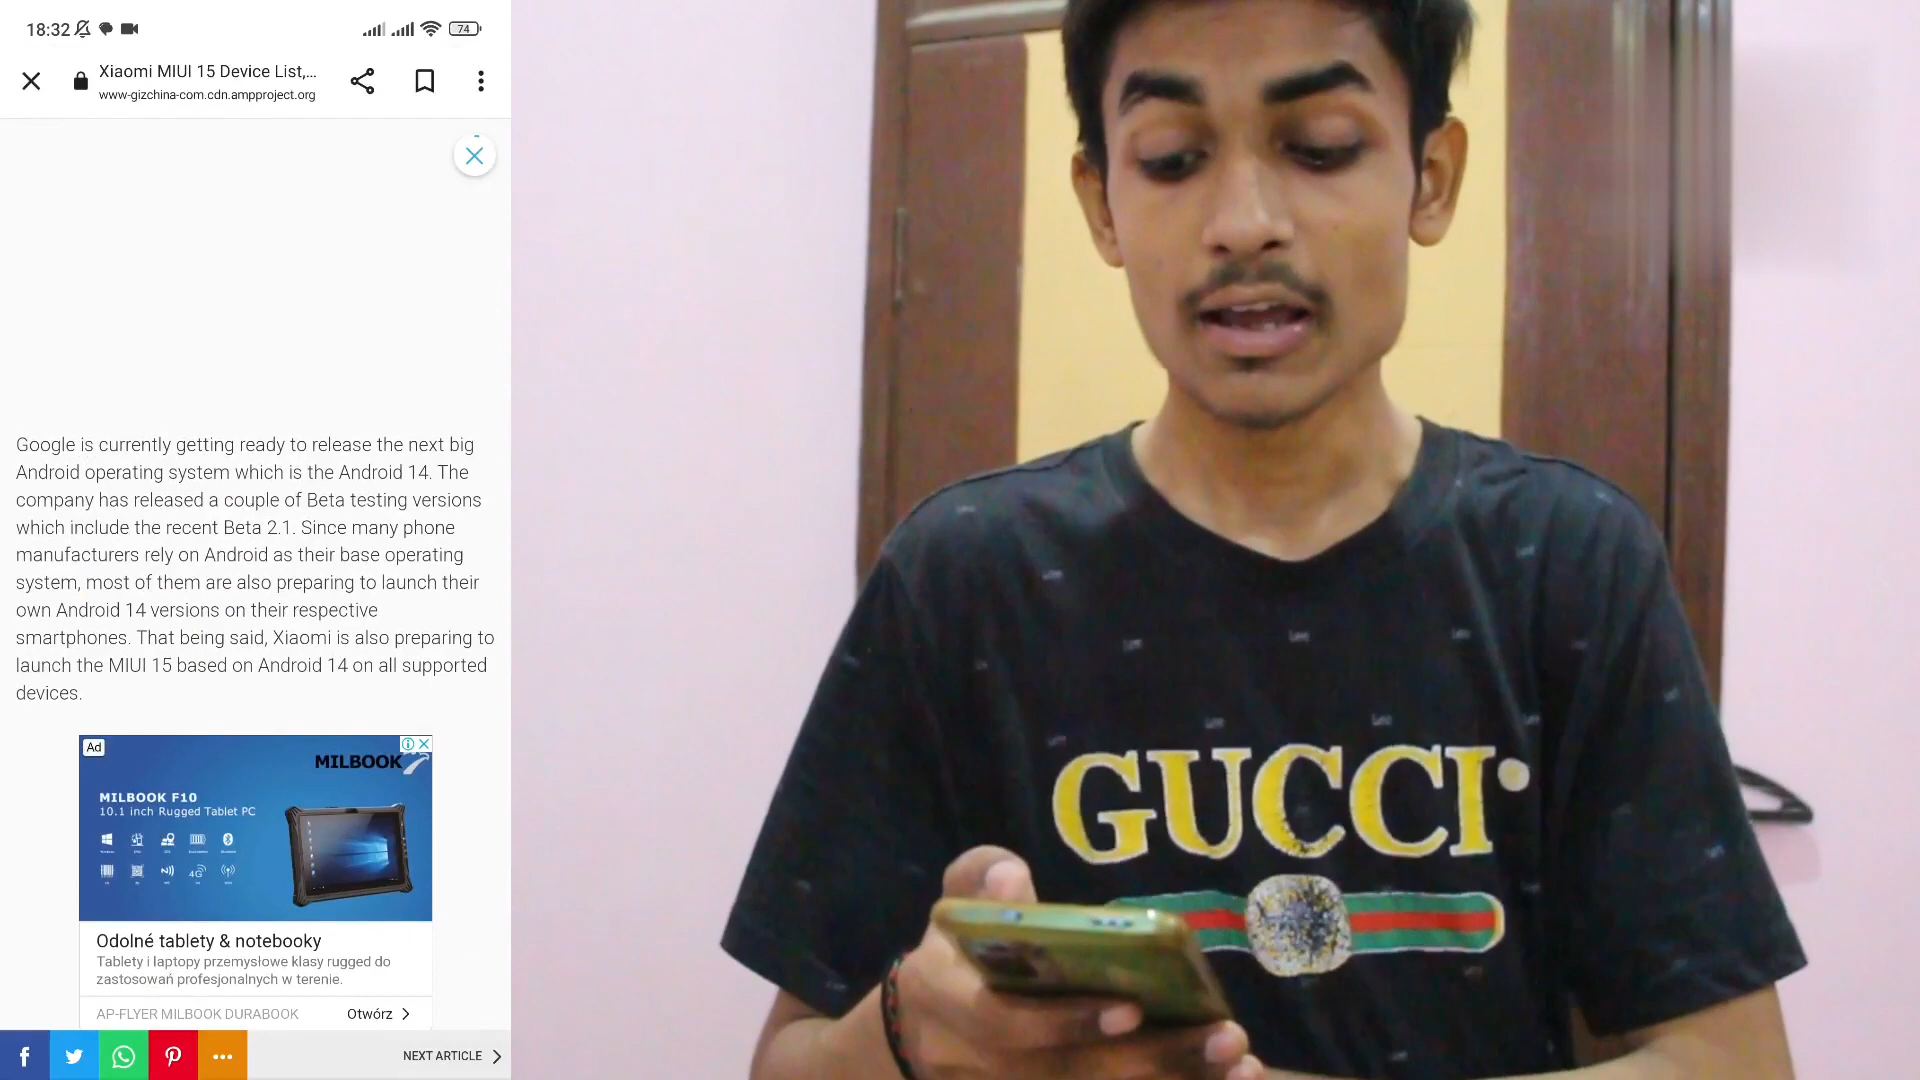 18:32
74
Xiaomi MIUI 15 Device List,...
www-gizchina-com.cdn.ampproject.org
Google is currently getting ready to release the next big
Android operating system which is the Android 14. The
company has released a couple of Beta testing versions
which include the recent Beta 2.1. Since many phone
manufacturers rely on Android as their base operating
system, most of them are also preparing to launch their
own Android 14 versions on their respective
smartphones. That being said, Xiaomi is also preparing to
launch the MIUI 15 based on Android 14 on all supported
devices.
Ad
MILBOOK
MILBOOK F10
10.1 inch Rugged Tablet PC
4G
Odolné tablety & notebooky
Tablety i laptopy przemysłowe klasy rugged do
zastosowań profesjonalnych w terenie.
AP-FLYER MILBOOK DURABOOK
Otwórz
NEXT ARTICLE
GUCCI